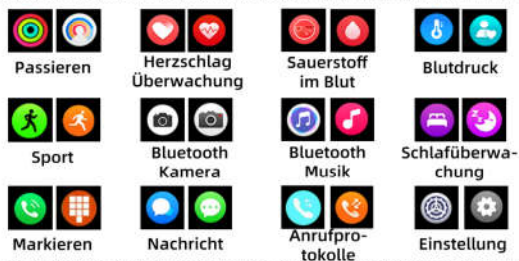 Passieren
Herzschlag
Überwachung
Sauerstoff
im Blut
Blutdruck
Sport
Bluetooth
Kamera
Bluetooth
Musik
Schlafüberwa-
chung
Markieren
Nachricht
Anrufpro-
tokolle
Einstellung